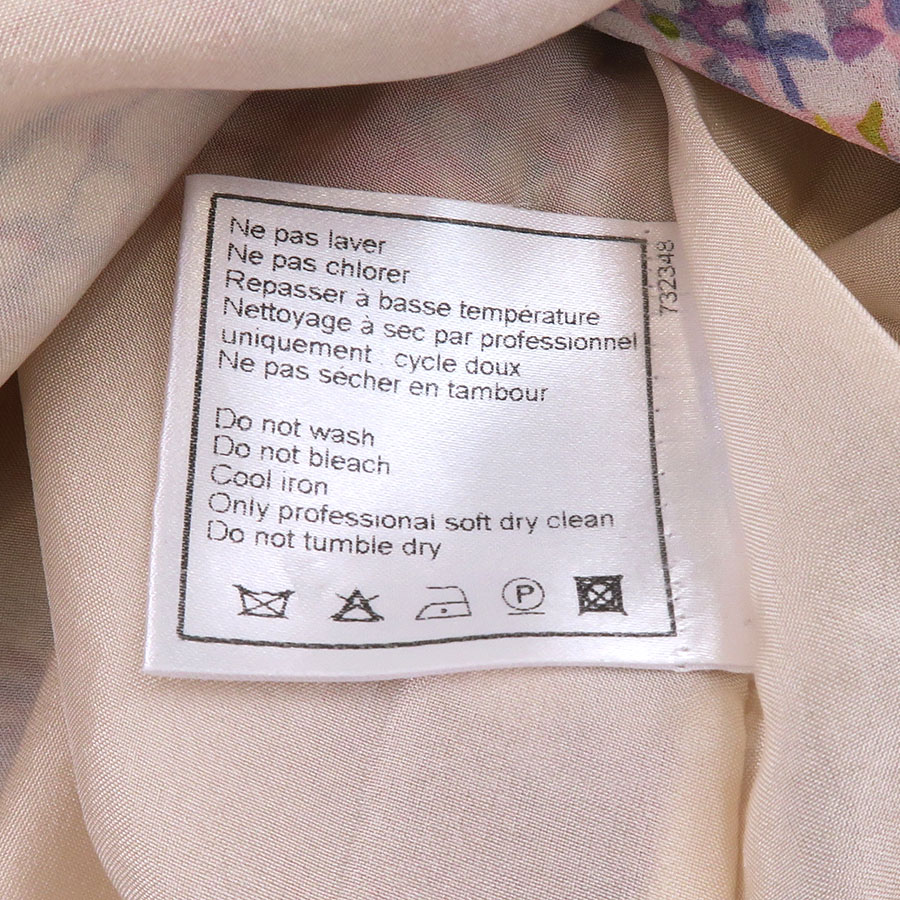 Ne pas laver
Ne pas chlorer
Repasser à basse température
Nettoyage à sec par professionnel
uniquement : cycle doux
Ne pas sécher en tambour
Do not wash
Do not bleach
Cool iron
Only professional soft dry clean
Do not tumble dry
P
732348